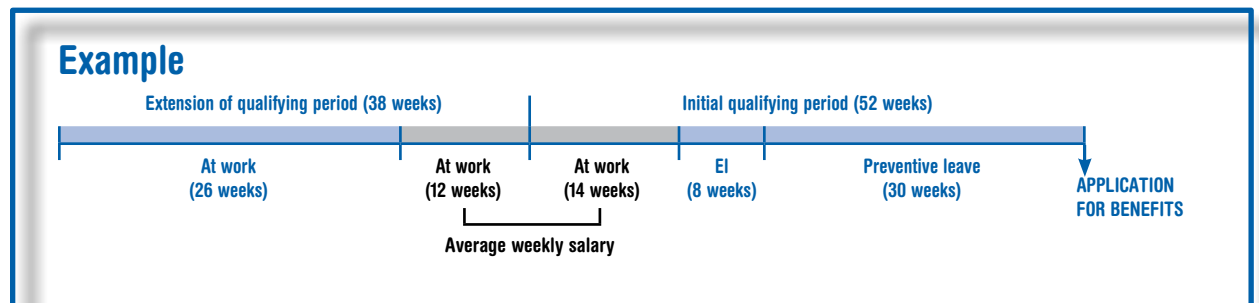 Example
Extension of qualifying period (38 weeks)
Initial qualifying period (52 weeks)
At work
(26 weeks)
At work
(12 weeks)
At work
(14 weeks)
EI
(8 weeks)
Preventive leave
(30 weeks)
APPLICATION
FOR BENEFITS
Average weekly salary